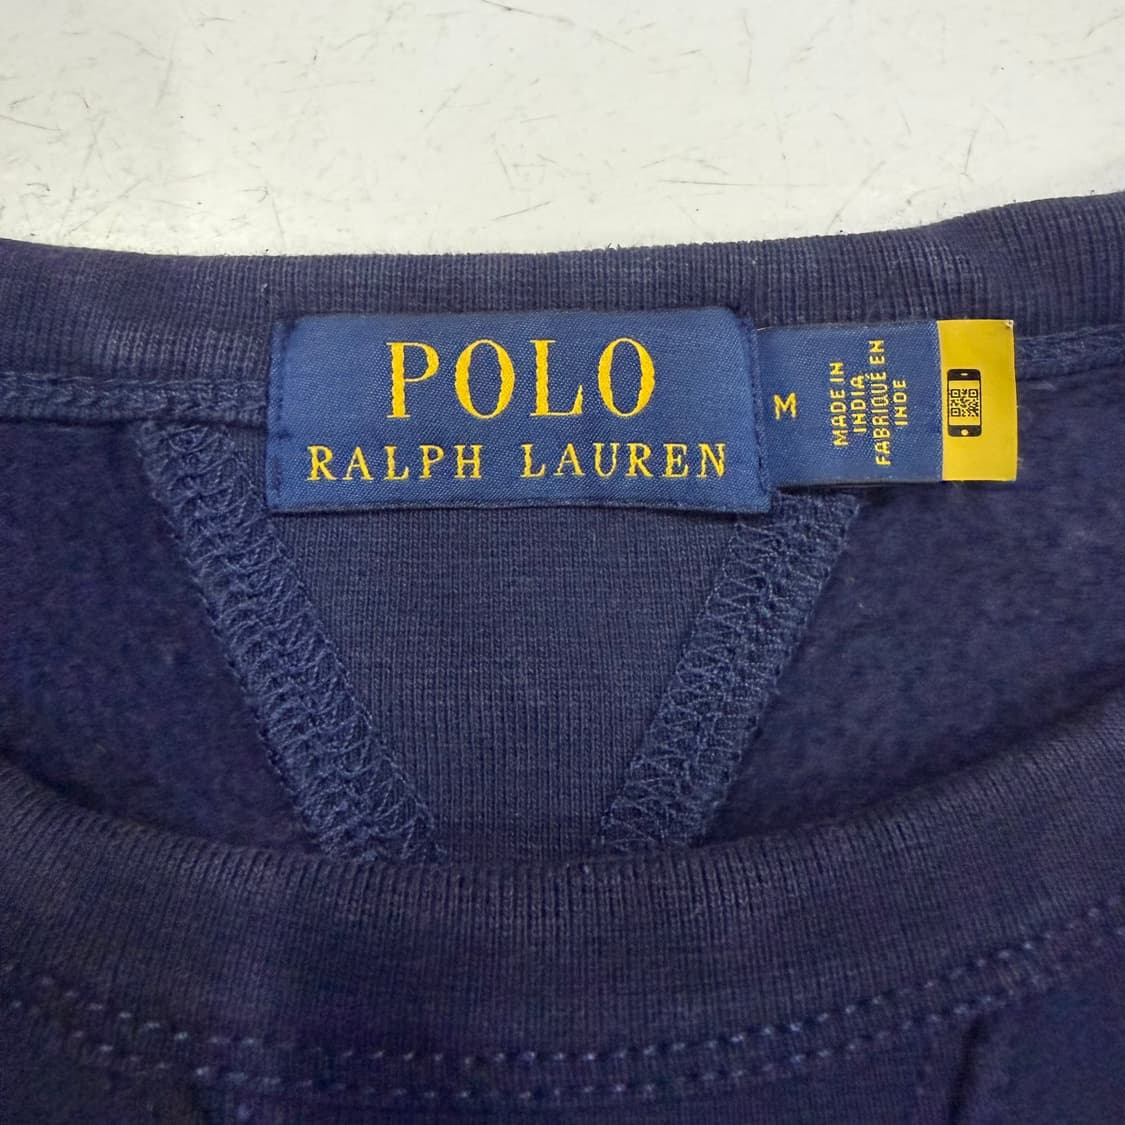 POLO
RALPH LAUREN
M
MADE IN
INDIA
FABRIQUÉ EN
INDE